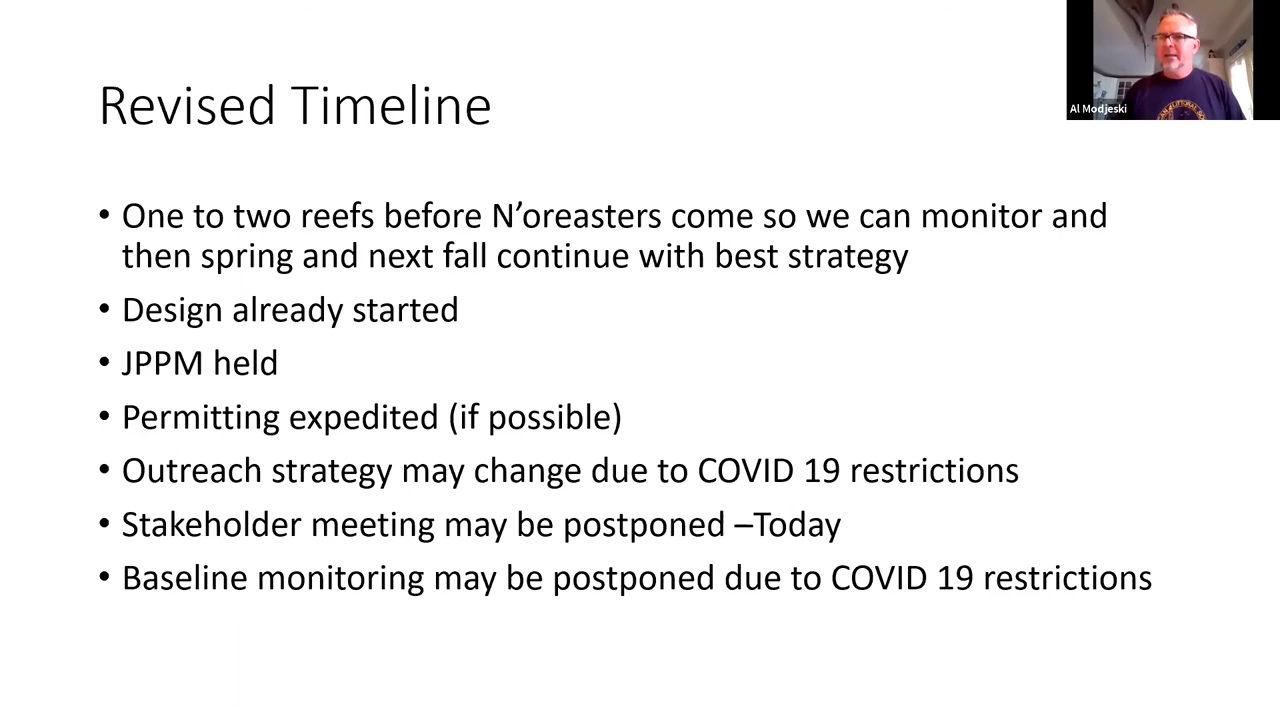 Revised Timeline
Al Modjeski
• One to two reefs before N’oreasters come so we can monitor and
then spring and next fall continue with best strategy
• Design already started
• JPPM held
• Permitting expedited (if possible)
• Outreach strategy may change due to COVID 19 restrictions
• Stakeholder meeting may be postponed –Today
• Baseline monitoring may be postponed due to COVID 19 restrictions